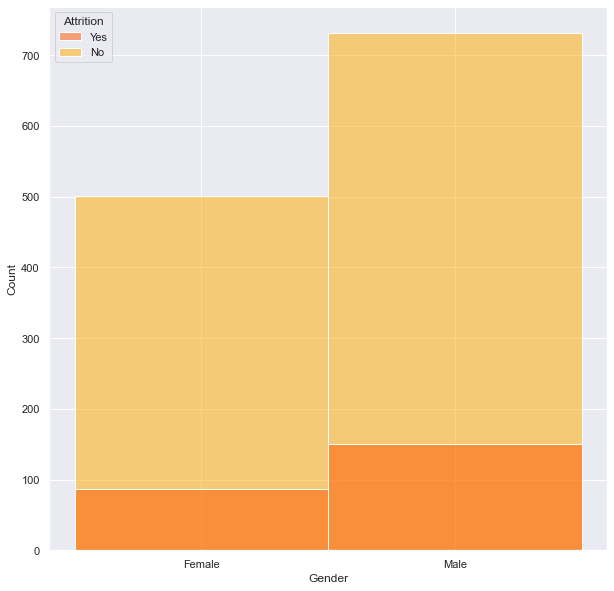 Attrition
Yes
No
700
600
500
400
300
200
100
0
Count
Female
Male
Gender